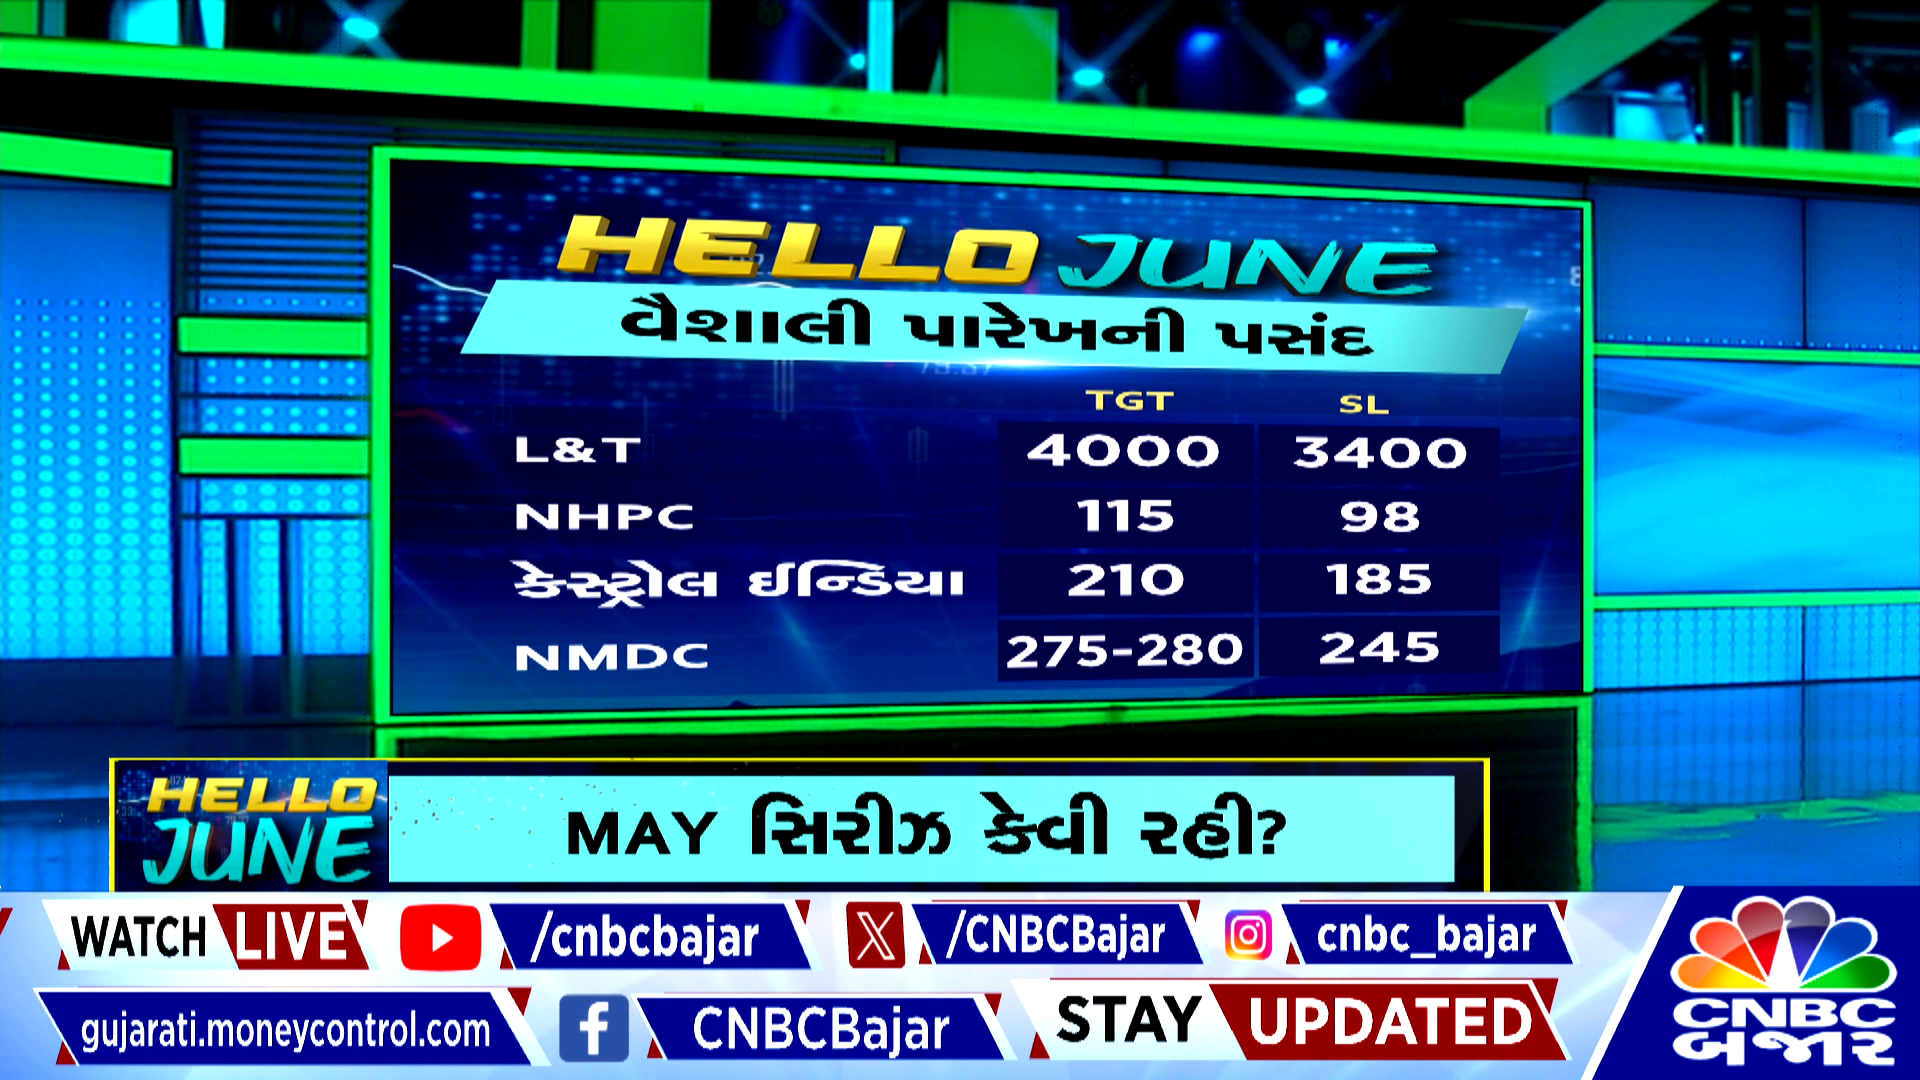 HELLO JUNE
વૈશાલી પારેખની પસંદ
TGT SL
L&T 4000 3400
NHPC 115 98
કેસ્ટ્રોલ ઈન્ડિયા 210 185
NMDC 275-280 245
HELLO JUNE
MAY સિરીઝ કેવી રહી?
WATCH LIVE /cnbcbajar /CNBCBajar cnbc_bajar
gujarati.moneycontrol.com CNBCBajar STAY UPDATED
CNBC
બજાર